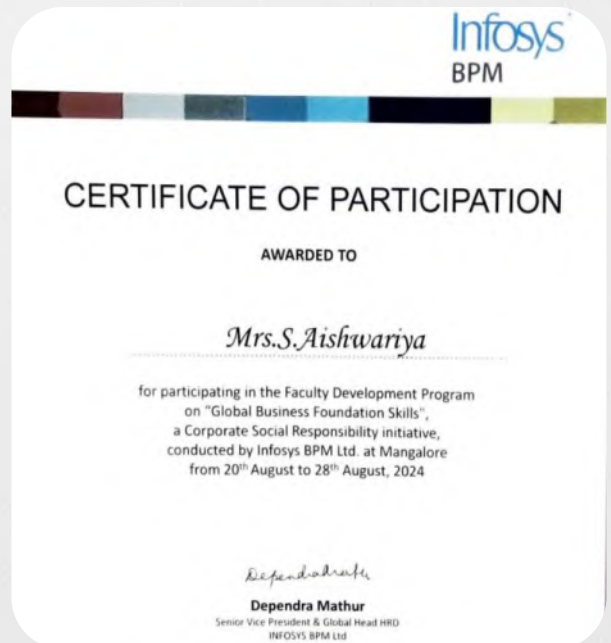 Infosys
BPM
CERTIFICATE OF PARTICIPATION
AWARDED TO
Mrs.S.Aishwariya
for participating in the Faculty Development Program
on "Global Business Foundation Skills",
a Corporate Social Responsibility initiative,
conducted by Infosys BPM Ltd. at Mangalore
from 20th August to 28th August, 2024
Dependra Mathur
Senior Vice President & Global Head HRD
INFOSYS BPM Ltd